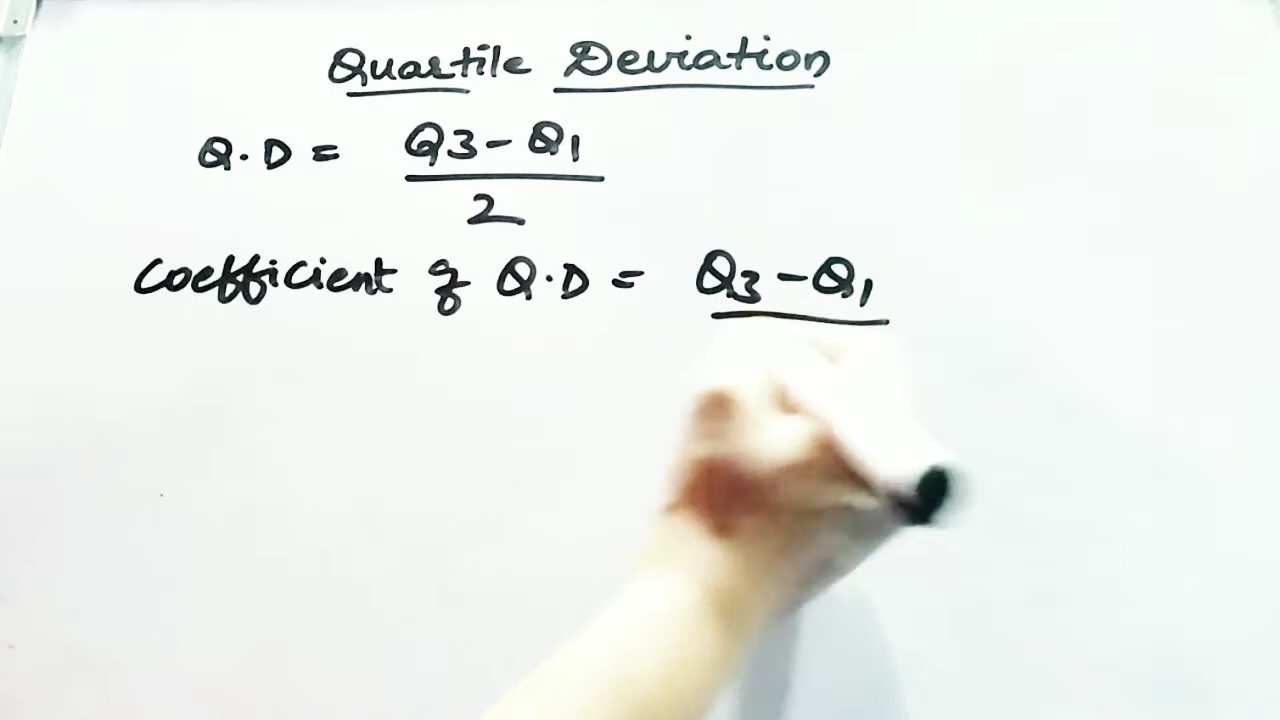 Quartile Deviation
Q.D = Q3 - Q1
2
Coefficient of Q.D = Q3 - Q1